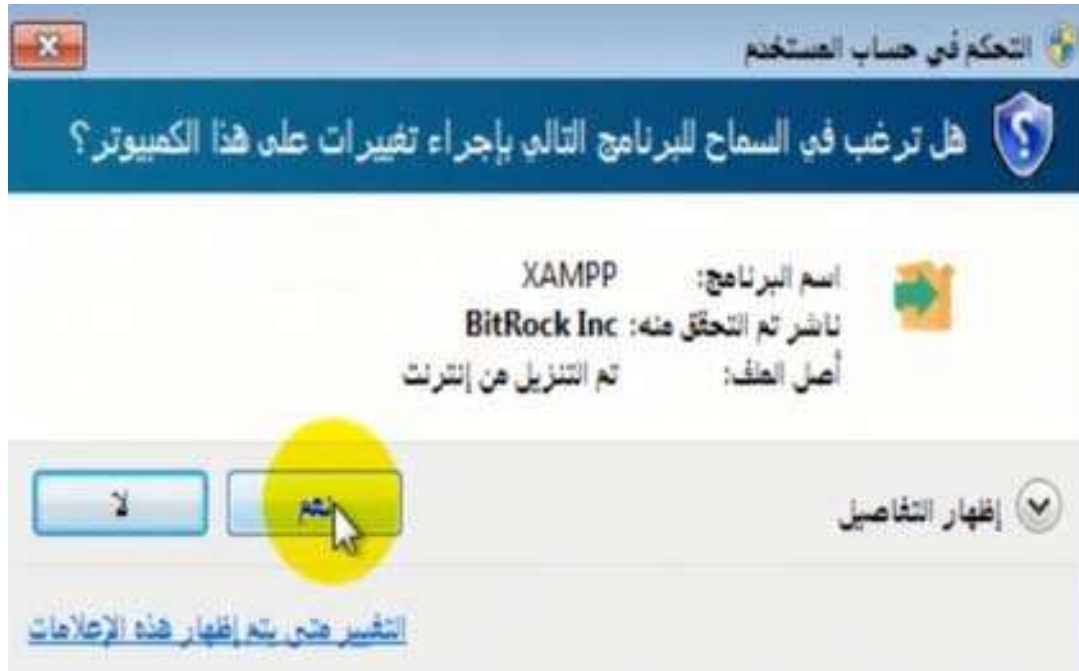 التحكم في حساب المستخدم
هل ترغب في السماح للبرنامج التالي بإجراء تغييرات على هذا الكمبيوتر؟
اسم البرنامج: XAMPP
ناشر تم التحقق منه: BitRock Inc
أصل الملف: تم التنزيل من إنترنت
إظهار التفاصيل
نعم
لا
التغيير متى يتم إظهار هذه الإعلامات